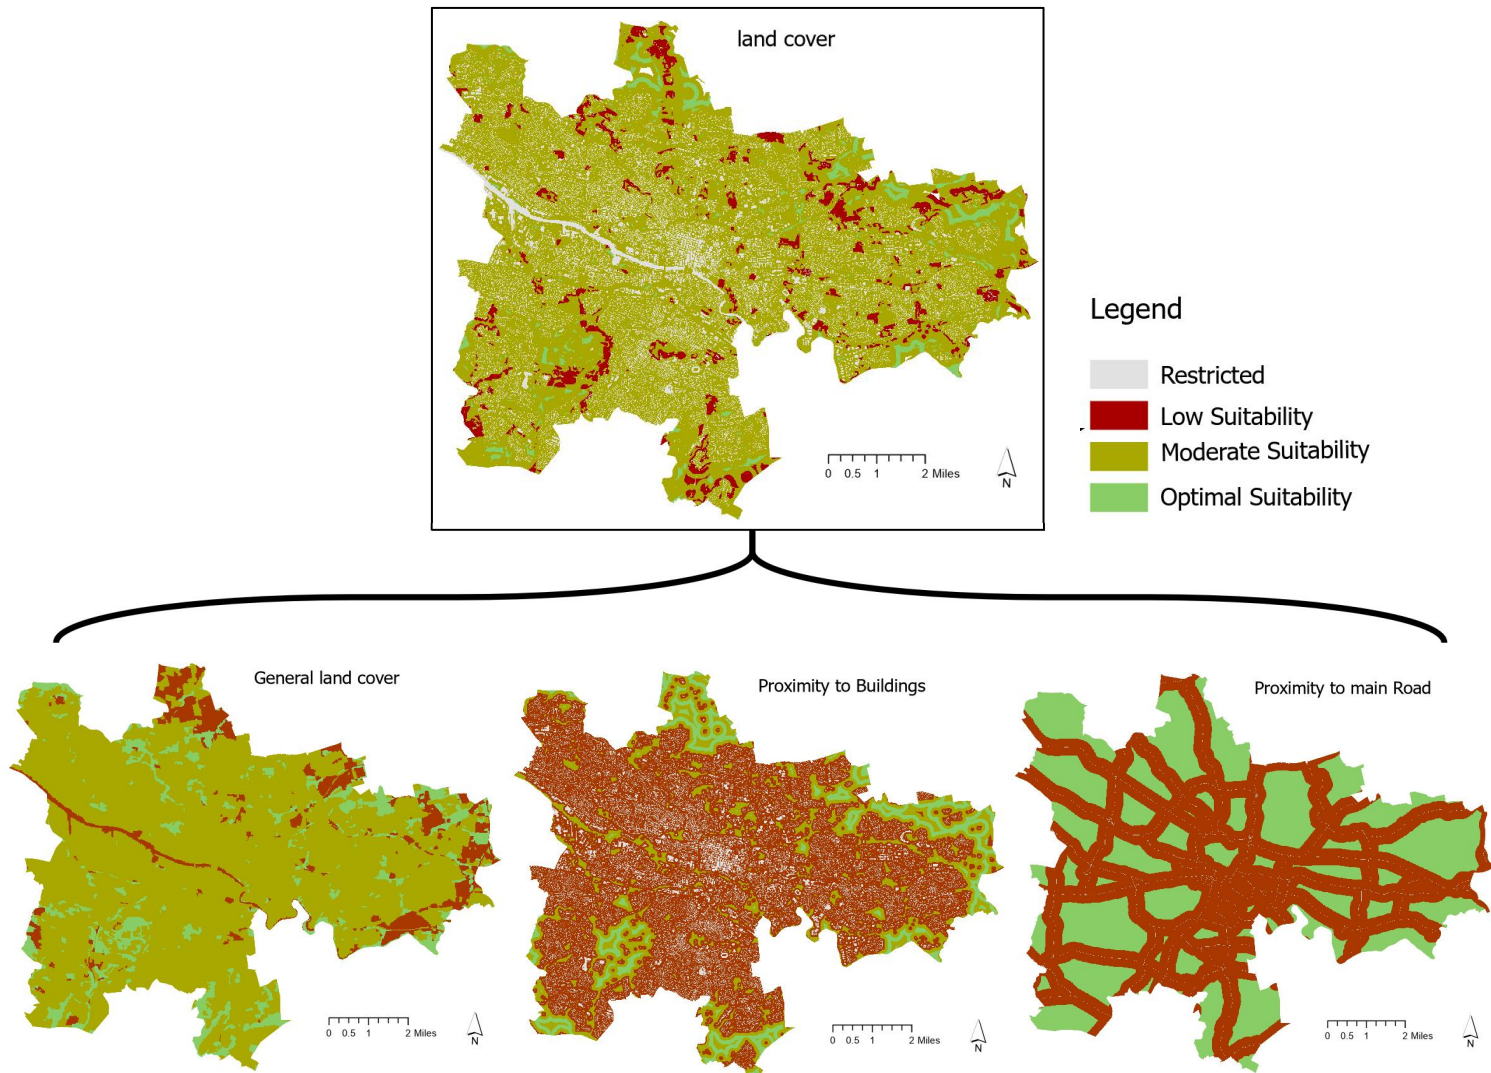 land cover
Legend
Restricted
Low Suitability
Moderate Suitability
Optimal Suitability
0 0.5 1 2 Miles
N
General land cover
Proximity to Buildings
Proximity to main Road
0 0.5 1 2 Miles
N
0 0.5 1 2 Miles
N
0 0.5 1 2 Miles
N